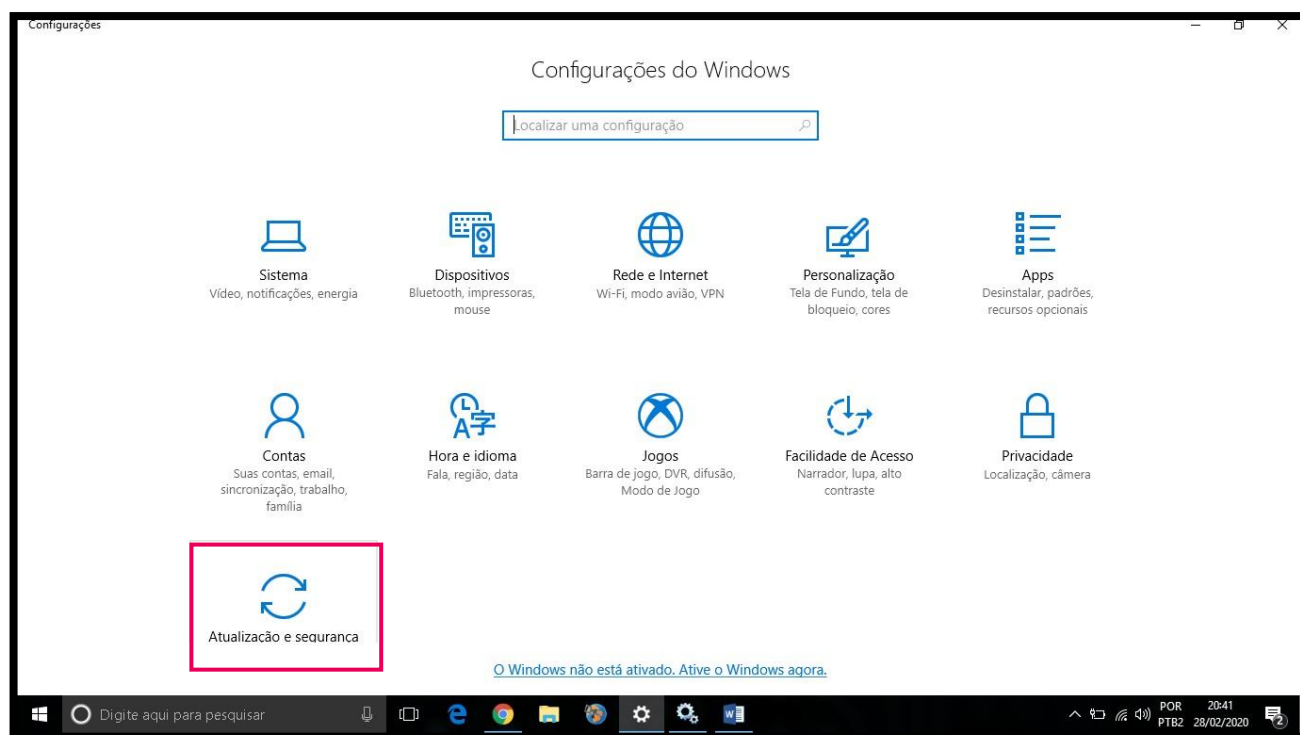 Configurações
Configurações do Windows
Localizar uma configuração
Sistema
Vídeo, notificações, energia
Dispositivos
Bluetooth, impressoras,
mouse
Rede e Internet
Wi-Fi, modo avião, VPN
Personalização
Tela de Fundo, tela de
bloqueio, cores
Apps
Desinstalar, padrões,
recursos opcionais
Contas
Suas contas, email,
sincronização, trabalho,
família
Hora e idioma
Fala, região, data
Jogos
Barra de jogo, DVR, difusão,
Modo de Jogo
Facilidade de Acesso
Narrador, lupa, alto
contraste
Privacidade
Localização, câmera
Atualização e segurança
O Windows não está ativado. Ative o Windows agora.
Digite aqui para pesquisar
POR 20:41
PTB2 28/02/2020
2